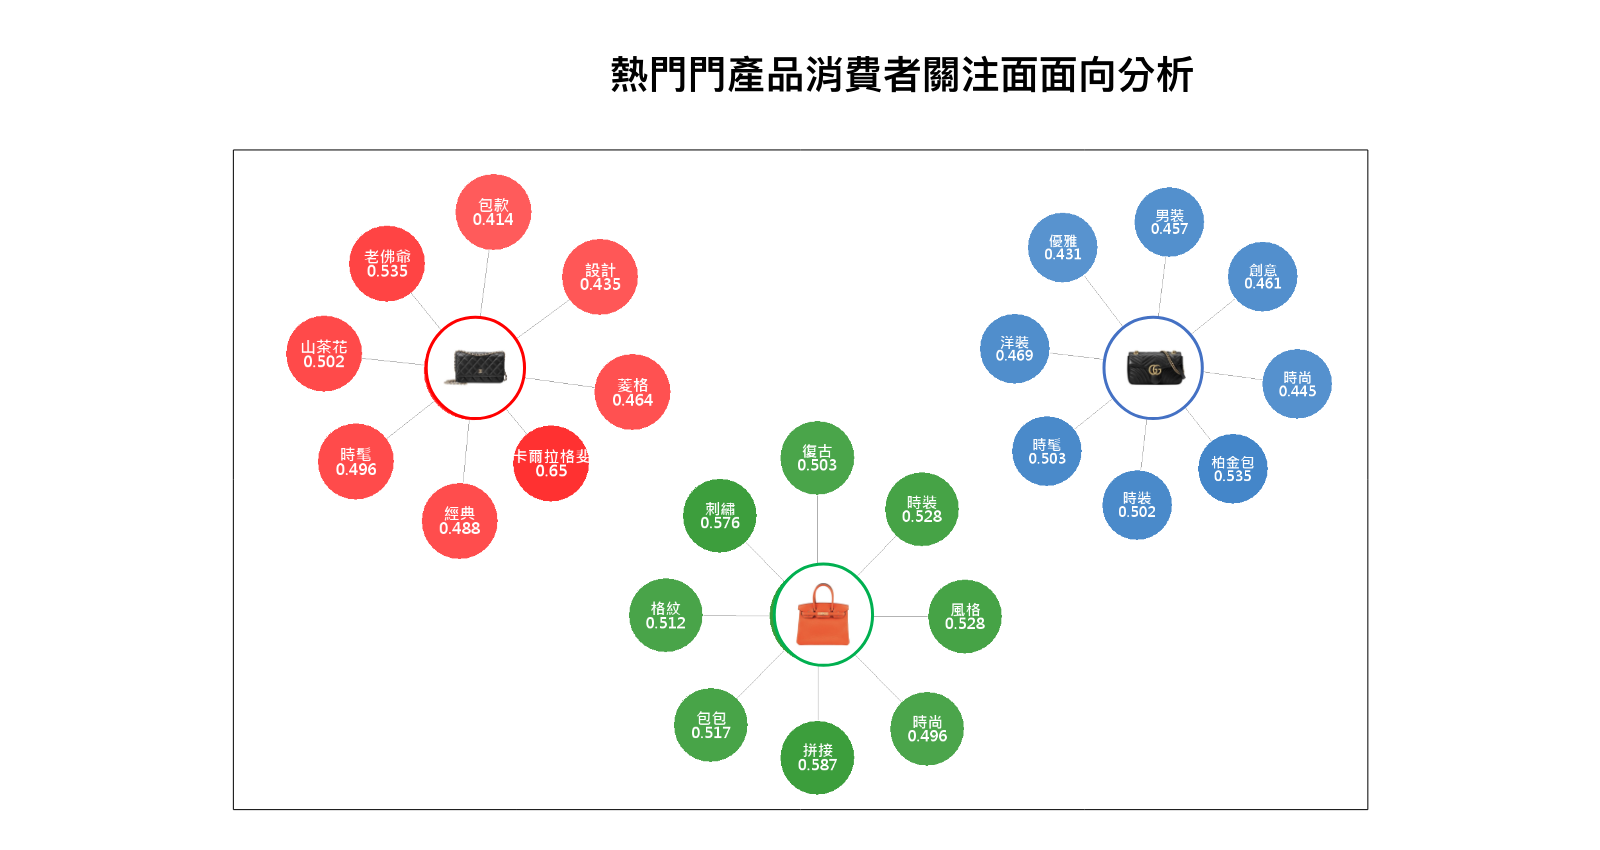 熱門門產品消費者關注面面向分析
包款
0.414
老佛爺
0.535
設計
0.435
山茶花
0.502
菱格
0.464
時髦
0.496
卡爾拉格斐
0.65
經典
0.488
男裝
0.457
優雅
0.431
創意
0.461
洋裝
0.469
時尚
0.445
時髦
0.503
柏金包
0.535
時裝
0.502
復古
0.503
刺繡
0.576
時裝
0.528
格紋
0.512
風格
0.528
包包
0.517
時尚
0.496
拼接
0.587